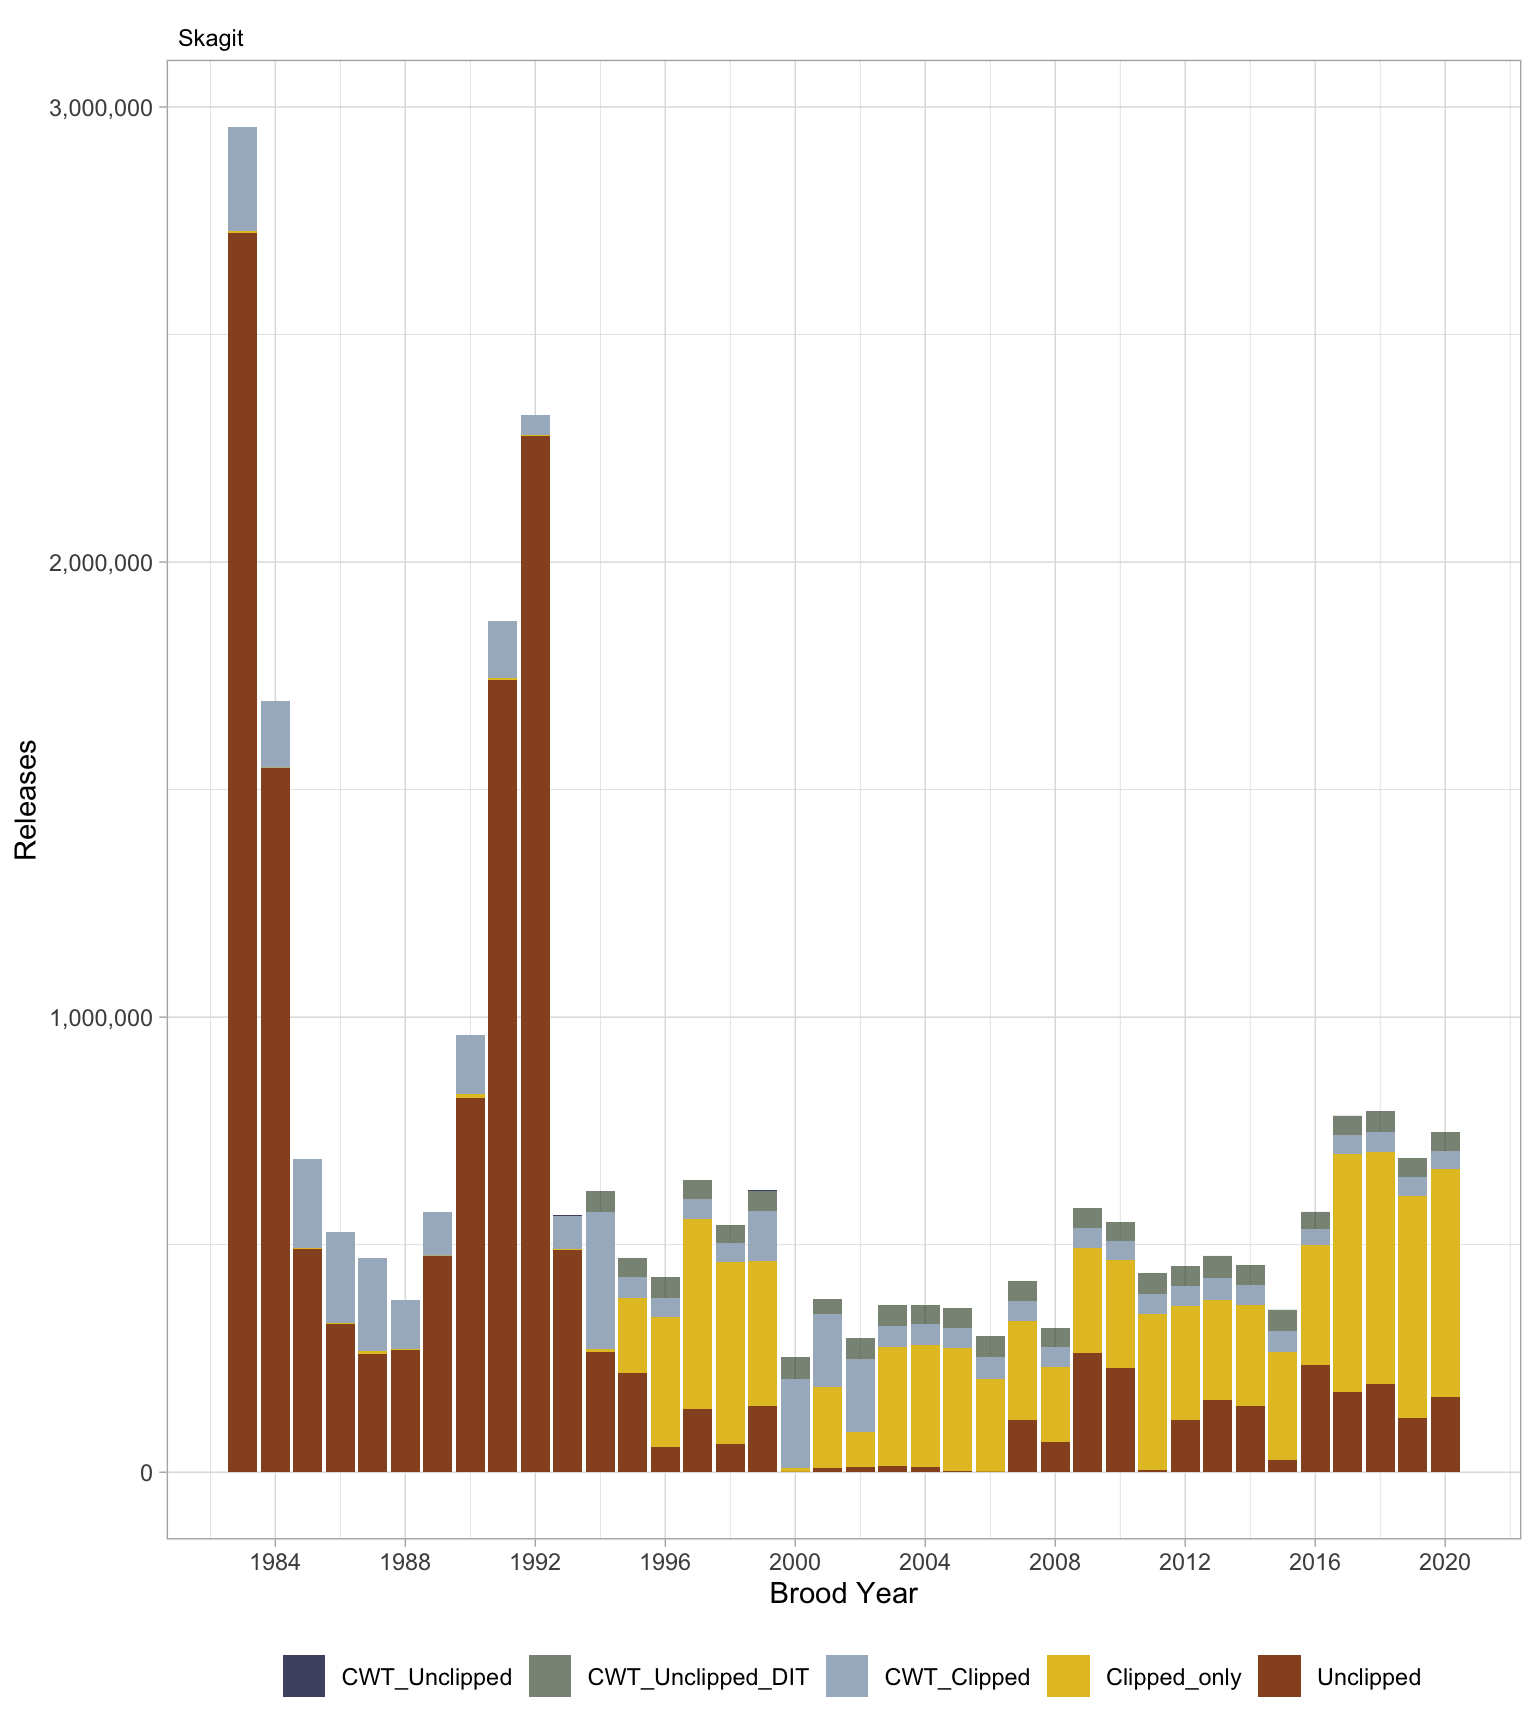 Skagit
3,000,000
2,000,000
1,000,000
0
Releases
1984 1988 1992 1996 2000 2004 2008 2012 2016 2020
Brood Year
CWT_Unclipped CWT_Unclipped_DIT CWT_Clipped Clipped_only Unclipped